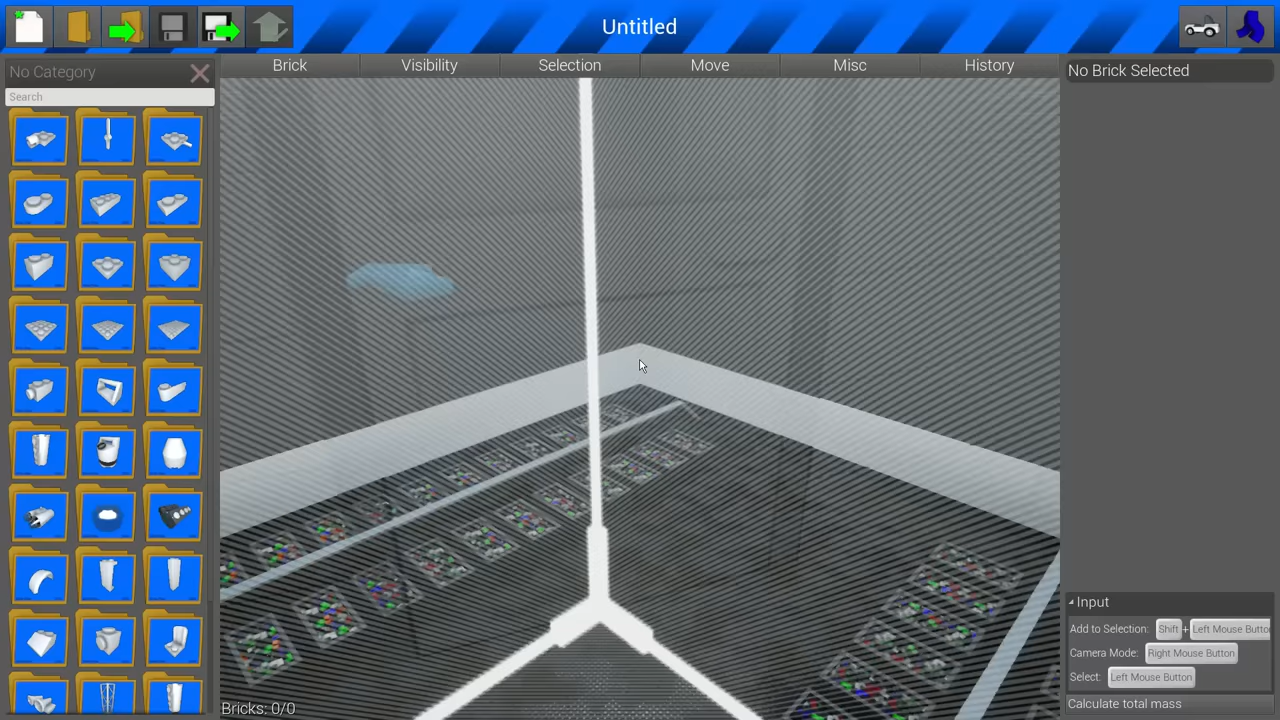 Untitled
No Category
Search
Brick
Visibility
Selection
Move
Misc
History
No Brick Selected
Input
Add to Selection: Shift + Left Mouse Butto
Camera Mode: Right Mouse Button
Select: Left Mouse Button
Calculate total mass
Bricks: 0/0